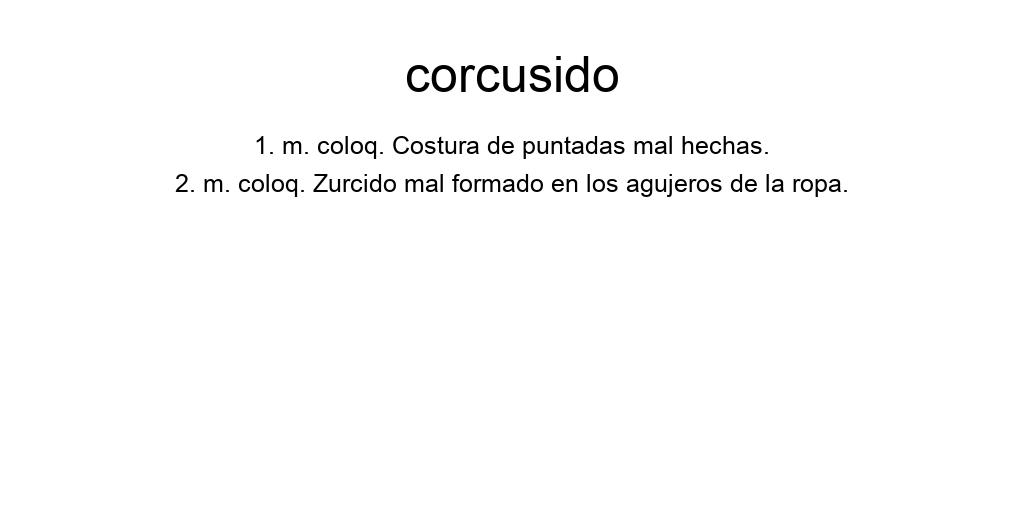 corcusido
1. m. coloq. Costura de puntadas mal hechas.
2. m. coloq. Zurcido mal formado en los agujeros de la ropa.